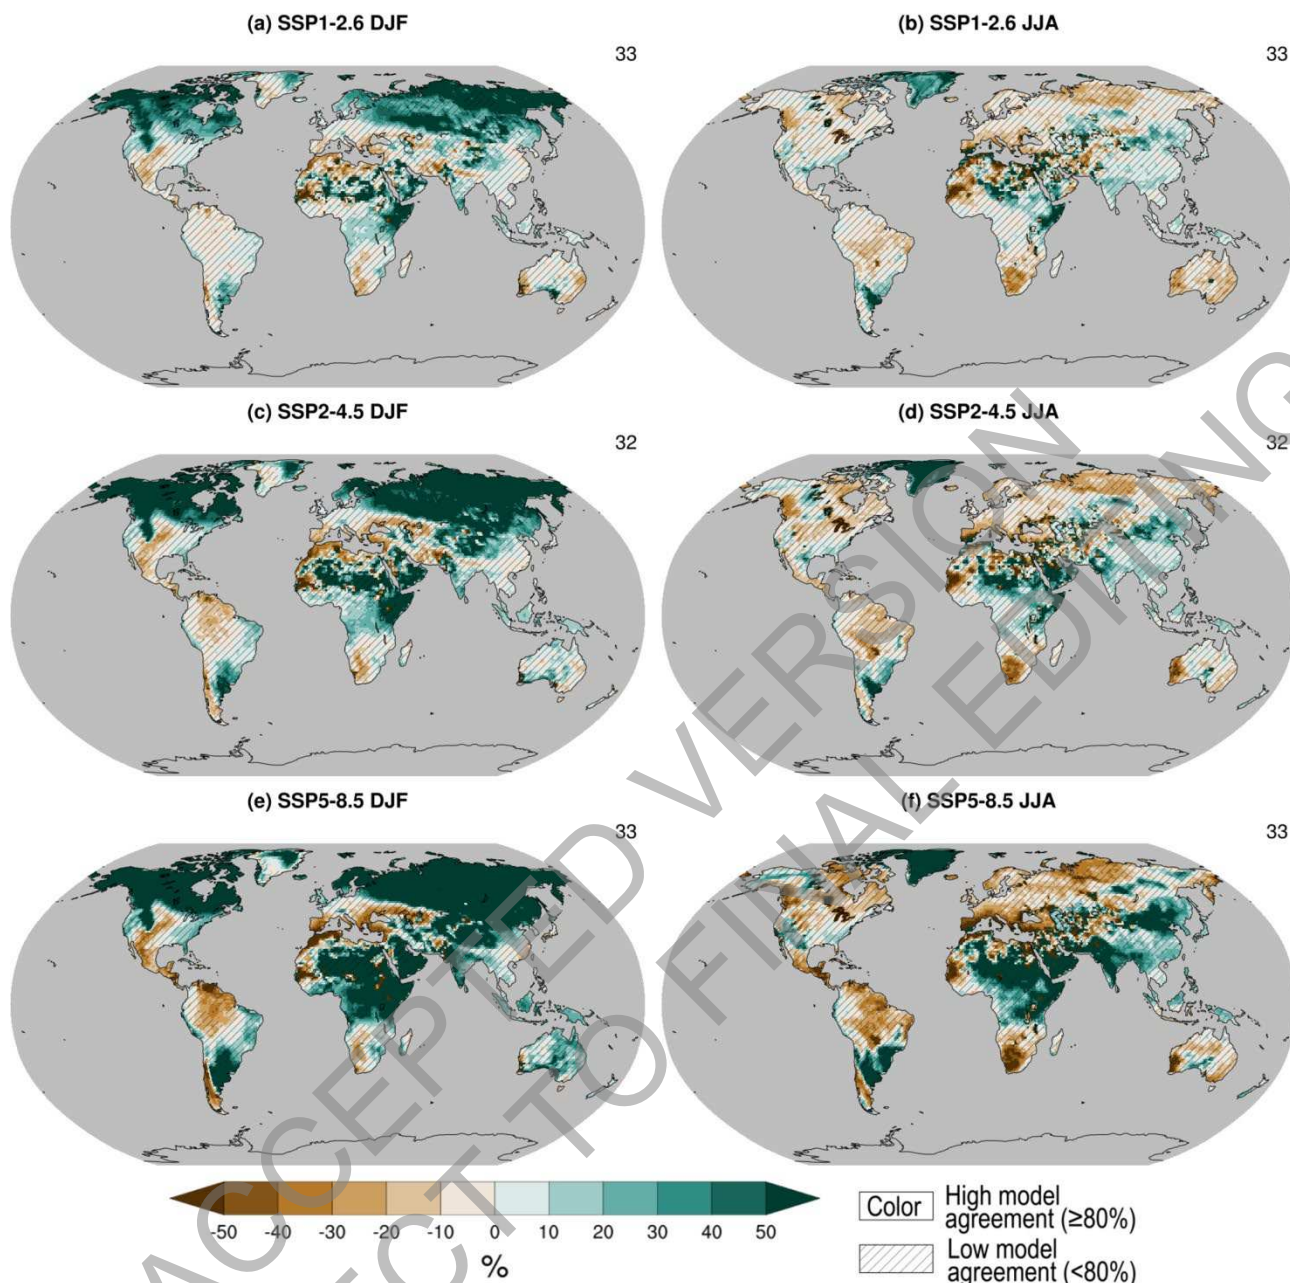 (a) SSP1-2.6 DJF
33
(b) SSP1-2.6 JJA
33
(c) SSP2-4.5 DJF
32
(d) SSP2-4.5 JJA
32
(e) SSP5-8.5 DJF
33
(f) SSP5-8.5 JJA
33
-50 -40 -30 -20 -10 0 10 20 30 40 50
%
Color High model
agreement (≥80%)
Low model
agreement (<80%)
ACCEPTED VERSION
TO FINAL EDITING